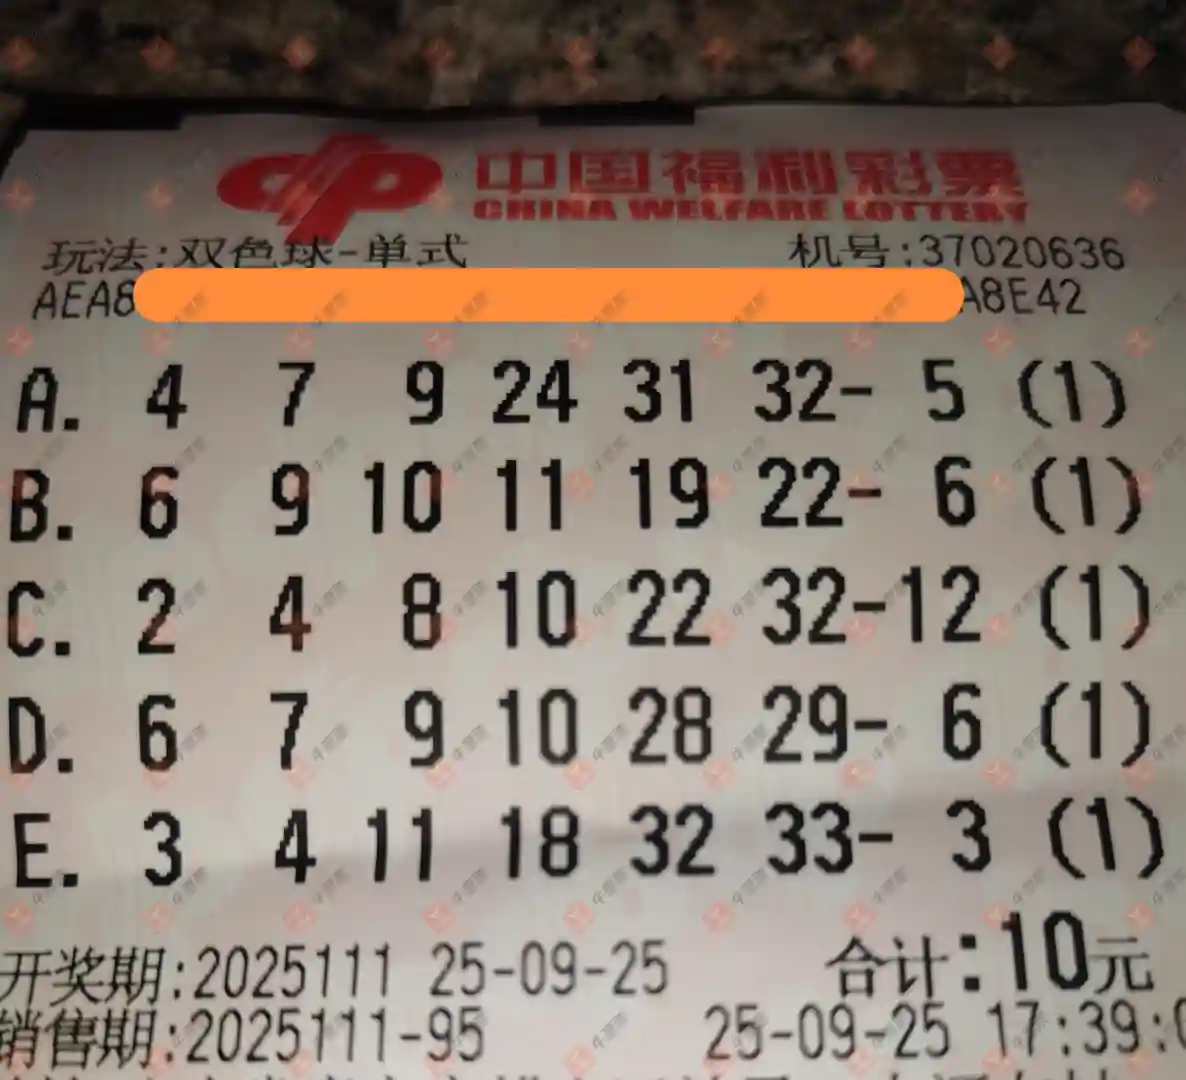 中国福利彩票
CHINA WELFARE LOTTERY
玩法:双色球-单式 机号:37020636
AEA8 A8E42
A. 4 7 9 24 31 32- 5 (1)
B. 6 9 10 11 19 22- 6 (1)
C. 2 4 8 10 22 32-12 (1)
D. 6 7 9 10 28 29- 6 (1)
E. 3 4 11 18 32 33- 3 (1)
开奖期:2025111 25-09-25 合计:10元
销售期:2025111-95 25-09-25 17:39:0